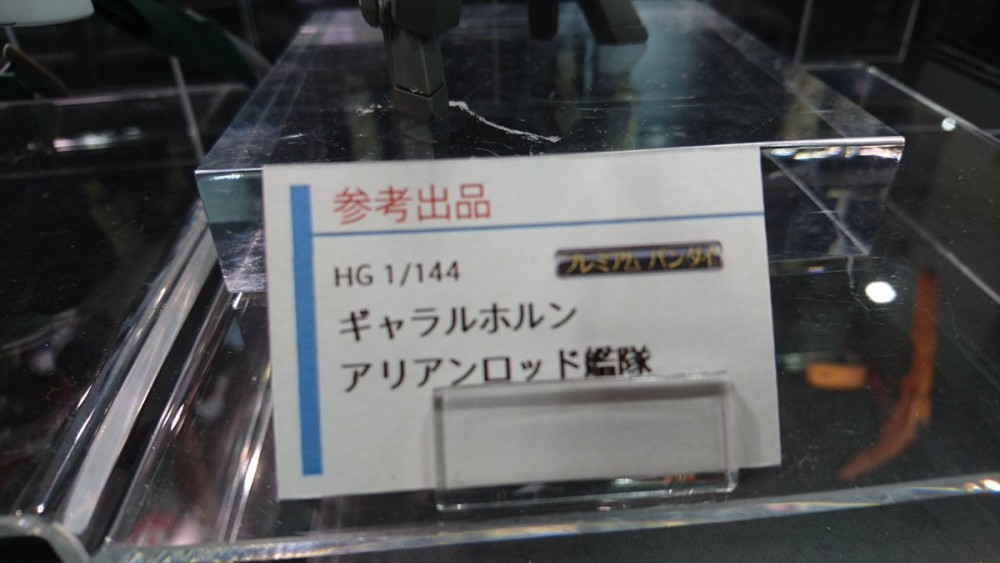 参考出品
HG 1/144
プレミアム バンダイ
ギャラルホルン
アリアンロッド艦隊